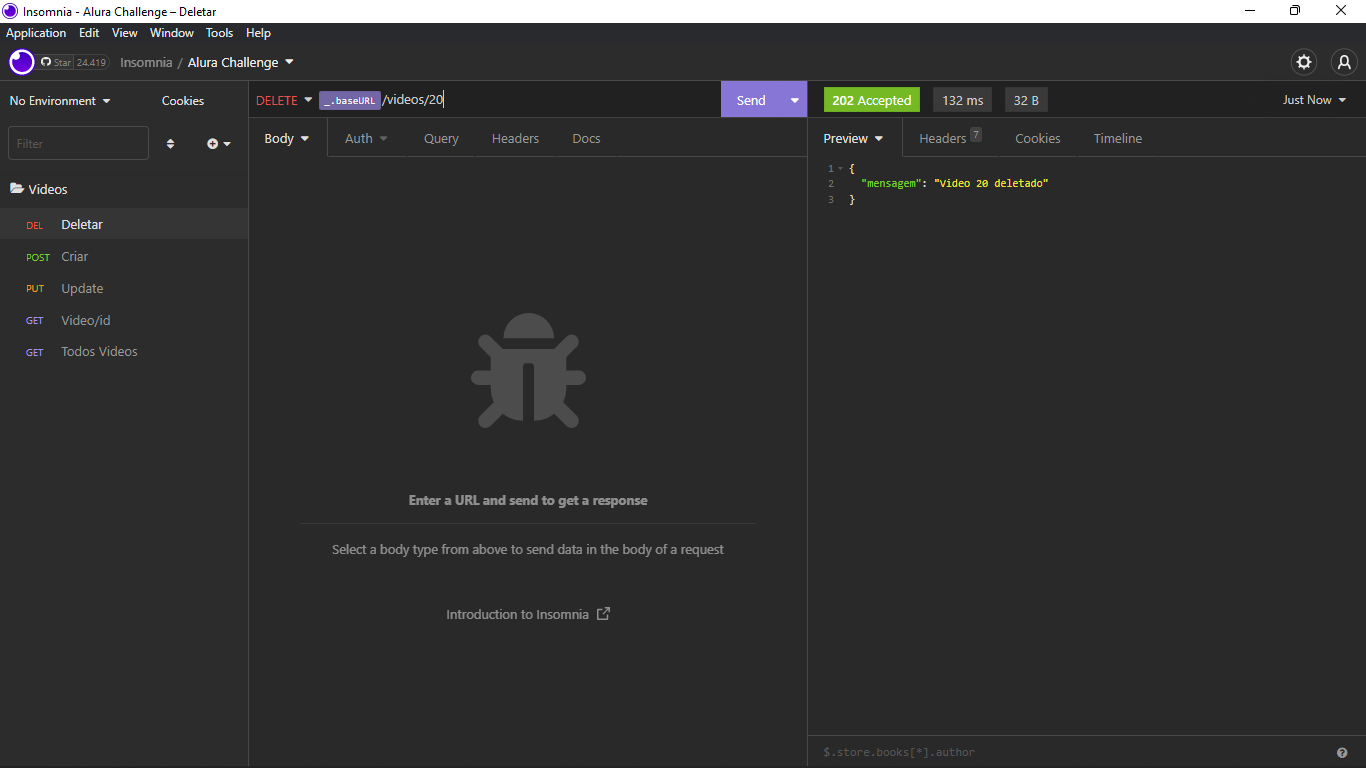 Insomnia - Alura Challenge – Deletar
Application Edit View Window Tools Help
Star 24.419 Insomnia / Alura Challenge
No Environment Cookies
Filter
Videos
DEL Deletar
POST Criar
PUT Update
GET Video/id
GET Todos Videos
DELETE _.baseURL /videos/20 Send
Body Auth Query Headers Docs
Enter a URL and send to get a response
Select a body type from above to send data in the body of a request
Introduction to Insomnia
202 Accepted 132 ms 32 B Just Now
Preview Headers 7 Cookies Timeline
1 {
2 "mensagem": "Video 20 deletado"
3 }
$.store.books[*].author